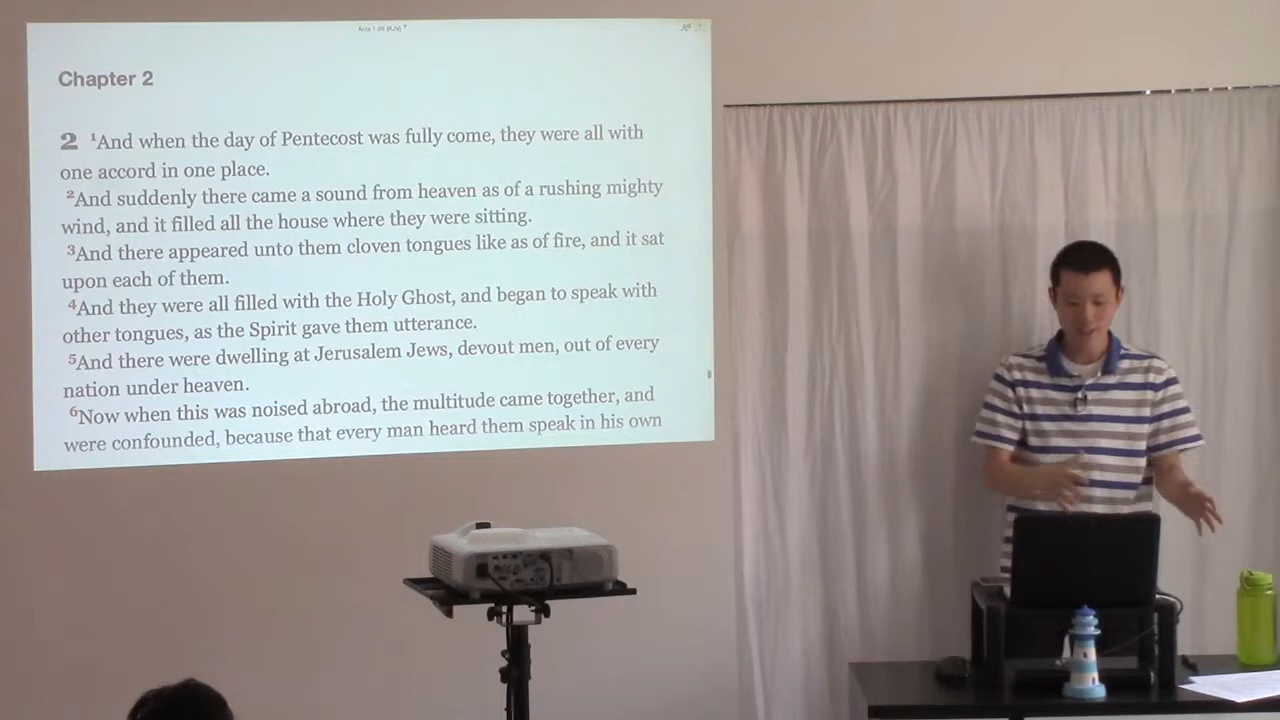 Acts 1.26 (KJV)
Chapter 2
2 1And when the day of Pentecost was fully come, they were all with
one accord in one place.
2And suddenly there came a sound from heaven as of a rushing mighty
wind, and it filled all the house where they were sitting.
3And there appeared unto them cloven tongues like as of fire, and it sat
upon each of them.
4And they were all filled with the Holy Ghost, and began to speak with
other tongues, as the Spirit gave them utterance.
5And there were dwelling at Jerusalem Jews, devout men, out of every
nation under heaven.
6Now when this was noised abroad, the multitude came together, and
were confounded, because that every man heard them speak in his own